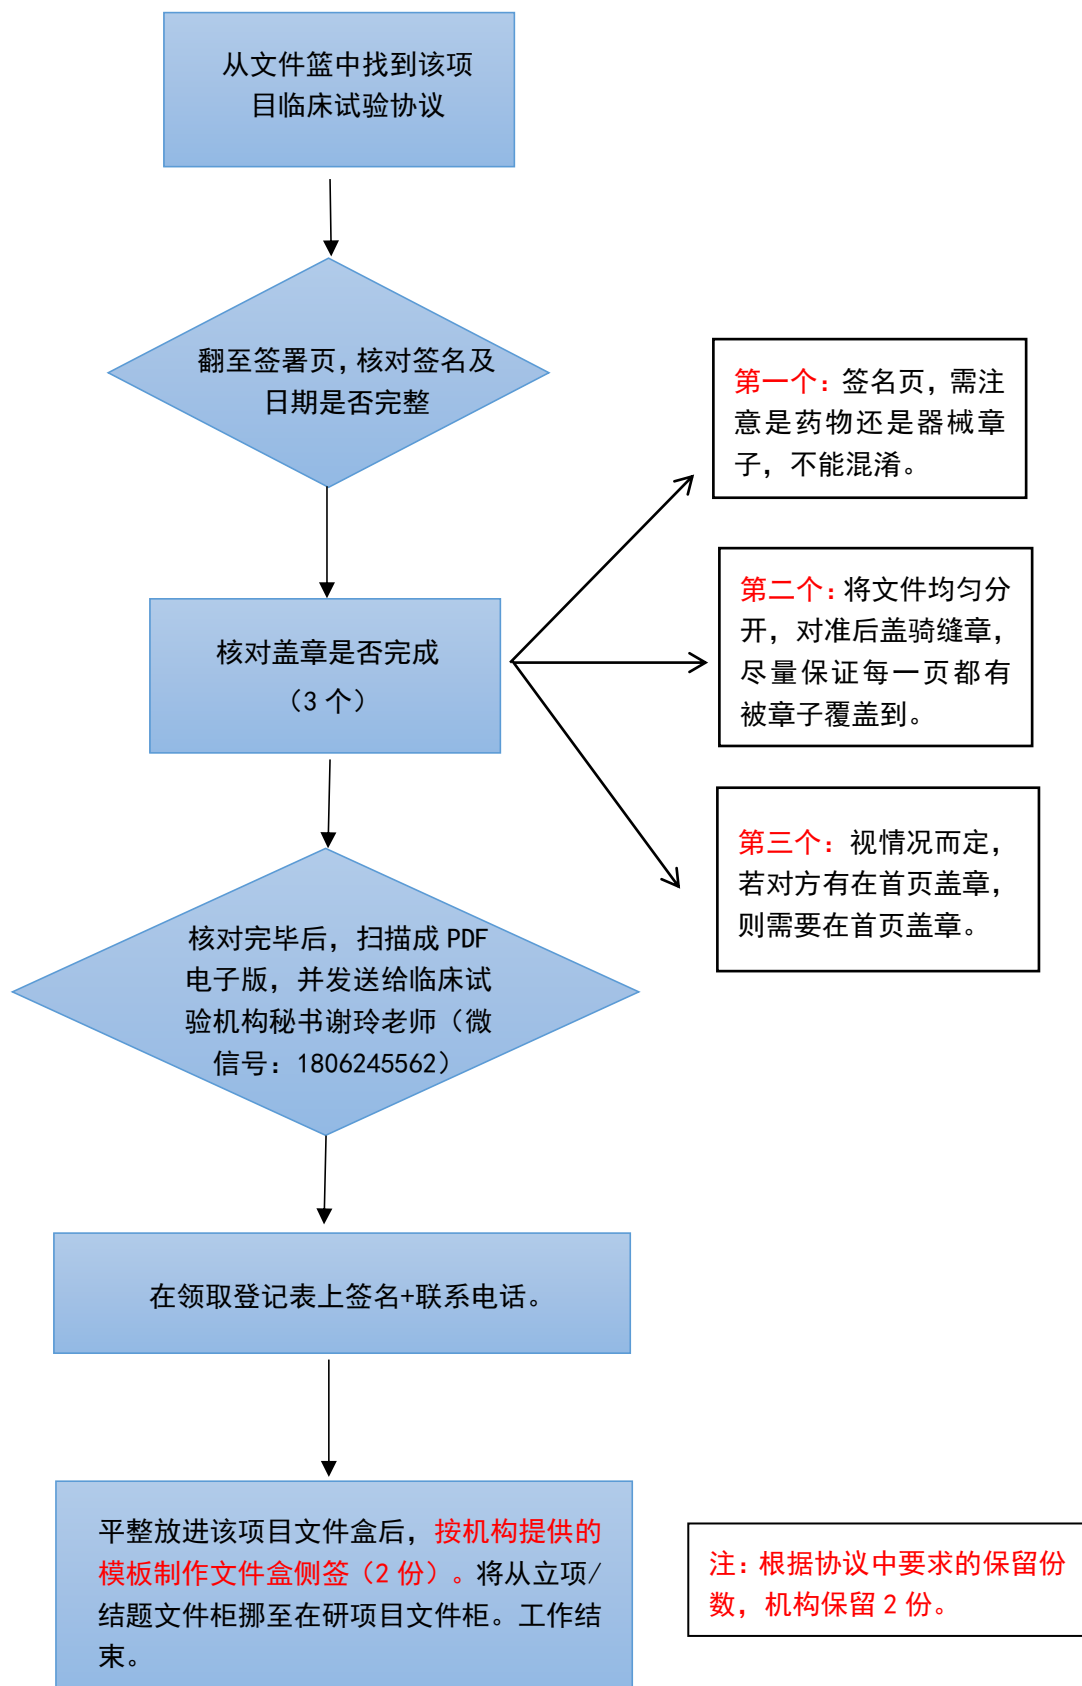 从文件篮中找到该项
目临床试验协议
翻至签署页，核对签名及
日期是否完整
第一个：签名页，需注
意是药物还是器械章
子，不能混淆。
第二个：将文件均匀分
开，对准后盖骑缝章，
尽量保证每一页都有
被章子覆盖到。
核对盖章是否完成
（3个）
第三个：视情况而定，
若对方有在首页盖章，
则需要在首页盖章。
核对完毕后，扫描成 PDF
电子版，并发送给临床试
验机构秘书谢玲老师（微
信号：1806245562）
在领取登记表上签名+联系电话。
平整放进该项目文件盒后，按机构提供的
模板制作文件盒侧签（2份）。将从立项/
结题文件柜挪至在研项目文件柜。工作结
束。
注：根据协议中要求的保留份
数，机构保留 2 份。